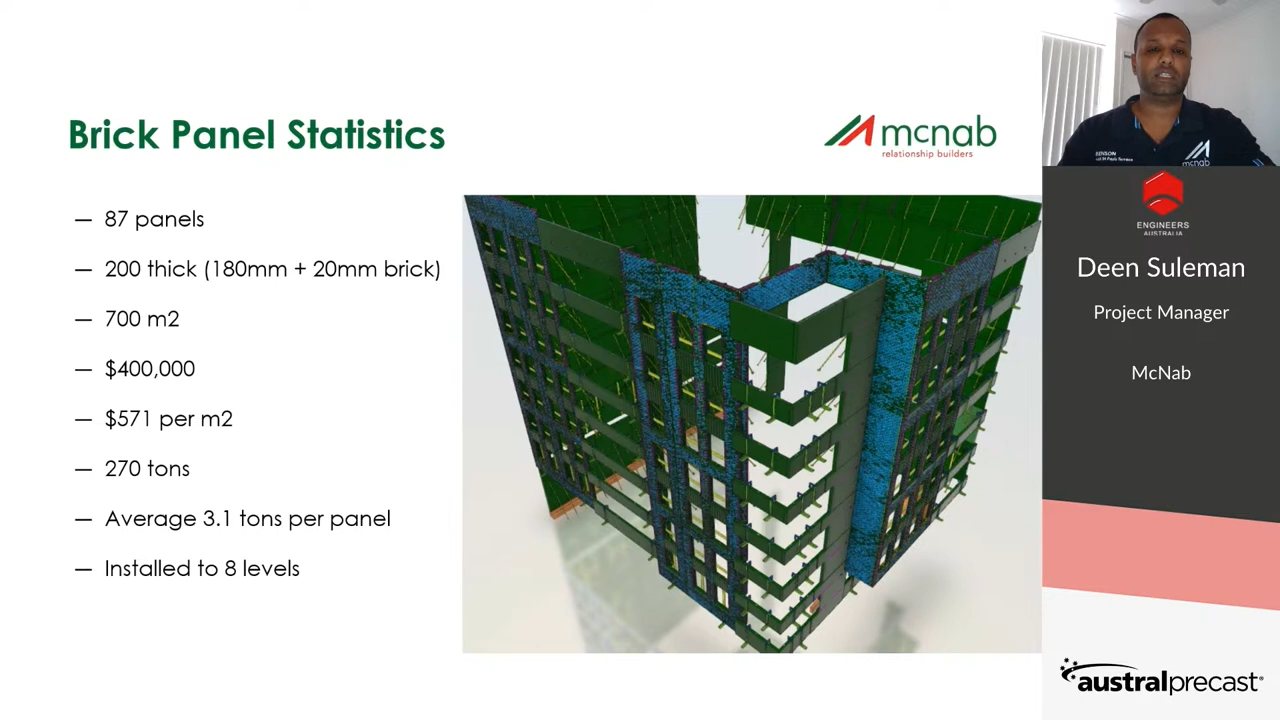 Brick Panel Statistics
mcnab
relationship builders
— 87 panels
— 200 thick (180mm + 20mm brick)
— 700 m2
— $400,000
— $571 per m2
— 270 tons
— Average 3.1 tons per panel
— Installed to 8 levels
mcnab
ENGINEERS
AUSTRALIA
Deen Suleman
Project Manager
McNab
australprecast®